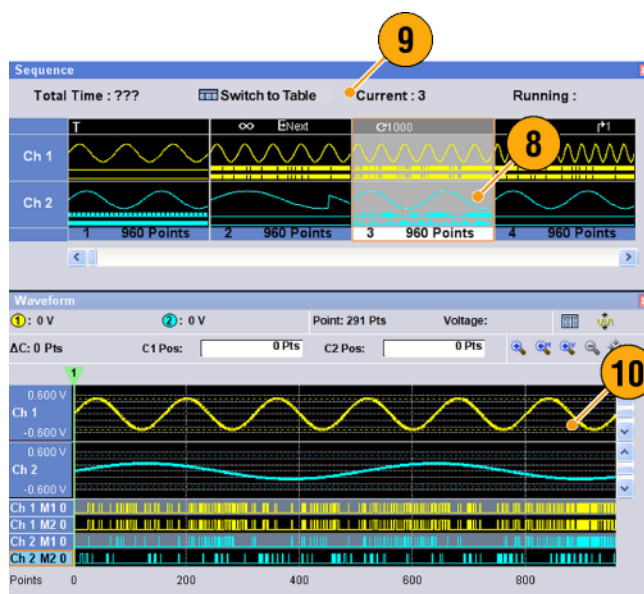 9
Sequence
Total Time : ??? Switch to Table Current : 3 Running :
T ∞ Next 1000 1
Ch 1
8
Ch 2
1 960 Points 2 960 Points 3 960 Points 4 960 Points
Waveform
1 : 0 V 2 : 0 V Point: 291 Pts Voltage:
ΔC: 0 Pts C1 Pos: 0 Pts C2 Pos: 0 Pts
10
1
0.600 V
Ch 1
-0.600 V
0.600 V
Ch 2
-0.600 V
Ch 1 M1 0
Ch 1 M2 0
Ch 2 M1 0
Ch 2 M2 0
Points 0 200 400 600 800